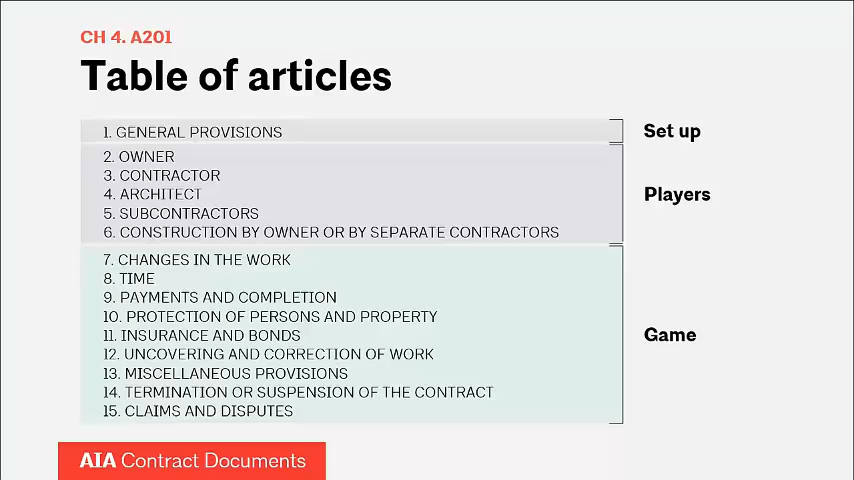 CH 4. A201
Table of articles
1. GENERAL PROVISIONS
Set up
2. OWNER
3. CONTRACTOR
4. ARCHITECT
5. SUBCONTRACTORS
6. CONSTRUCTION BY OWNER OR BY SEPARATE CONTRACTORS
Players
7. CHANGES IN THE WORK
8. TIME
9. PAYMENTS AND COMPLETION
10. PROTECTION OF PERSONS AND PROPERTY
11. INSURANCE AND BONDS
12. UNCOVERING AND CORRECTION OF WORK
13. MISCELLANEOUS PROVISIONS
14. TERMINATION OR SUSPENSION OF THE CONTRACT
15. CLAIMS AND DISPUTES
Game
AIA Contract Documents